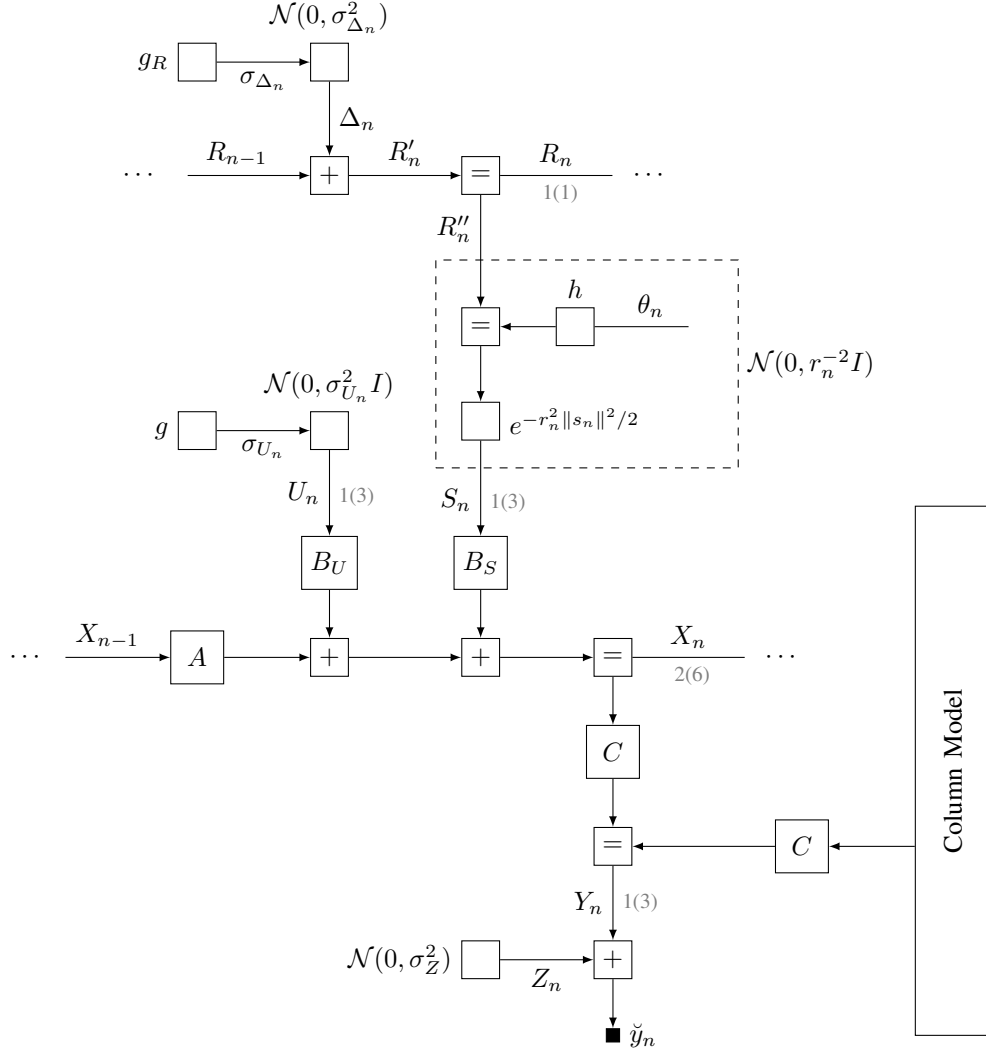 𝒩(0, σ²_{Δ_n})
g_R
σ_{Δ_n}
Δ_n
⋯ R_{n−1} + R′_n = R_n ⋯
1(1)
R″_n
h
= θ_n
𝒩(0, r_n^{−2} I)
𝒩(0, σ²_{U_n} I)
g
σ_{U_n}
e^{−r_n^2 ‖s_n‖^2/2}
U_n 1(3)
S_n 1(3)
B_U
B_S
⋯ X_{n−1} A + + = X_n ⋯
2(6)
C
Column Model
= C
Y_n 1(3)
𝒩(0, σ²_Z)
Z_n
+
y̆_n